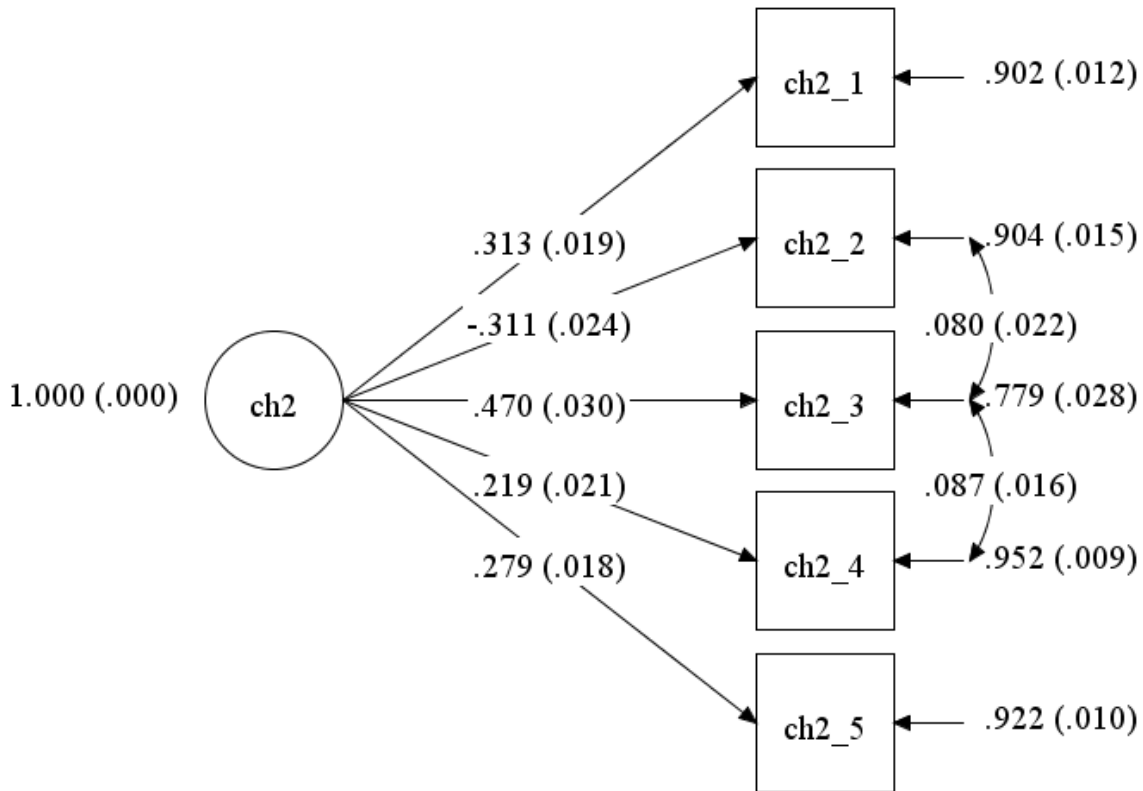 ch2_1
.902 (.012)
.313 (.019)
ch2_2
.904 (.015)
-.311 (.024)
.080 (.022)
1.000 (.000)
ch2
.470 (.030)
ch2_3
.779 (.028)
.219 (.021)
.087 (.016)
ch2_4
.952 (.009)
.279 (.018)
ch2_5
.922 (.010)